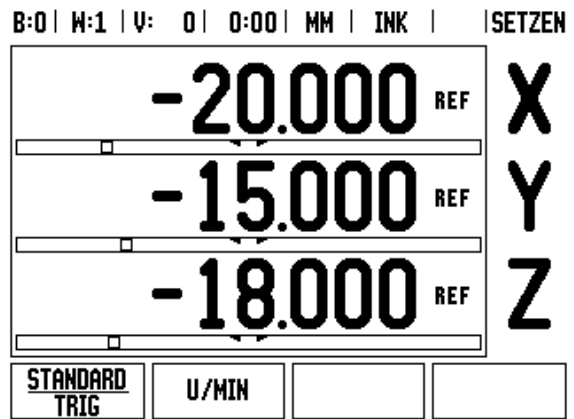 B:0 | W:1 | V: 0 | 0:00 | MM | INK | | SETZEN
-20.000 REF X
-15.000 REF Y
-18.000 REF Z
STANDARD U/MIN
TRIG